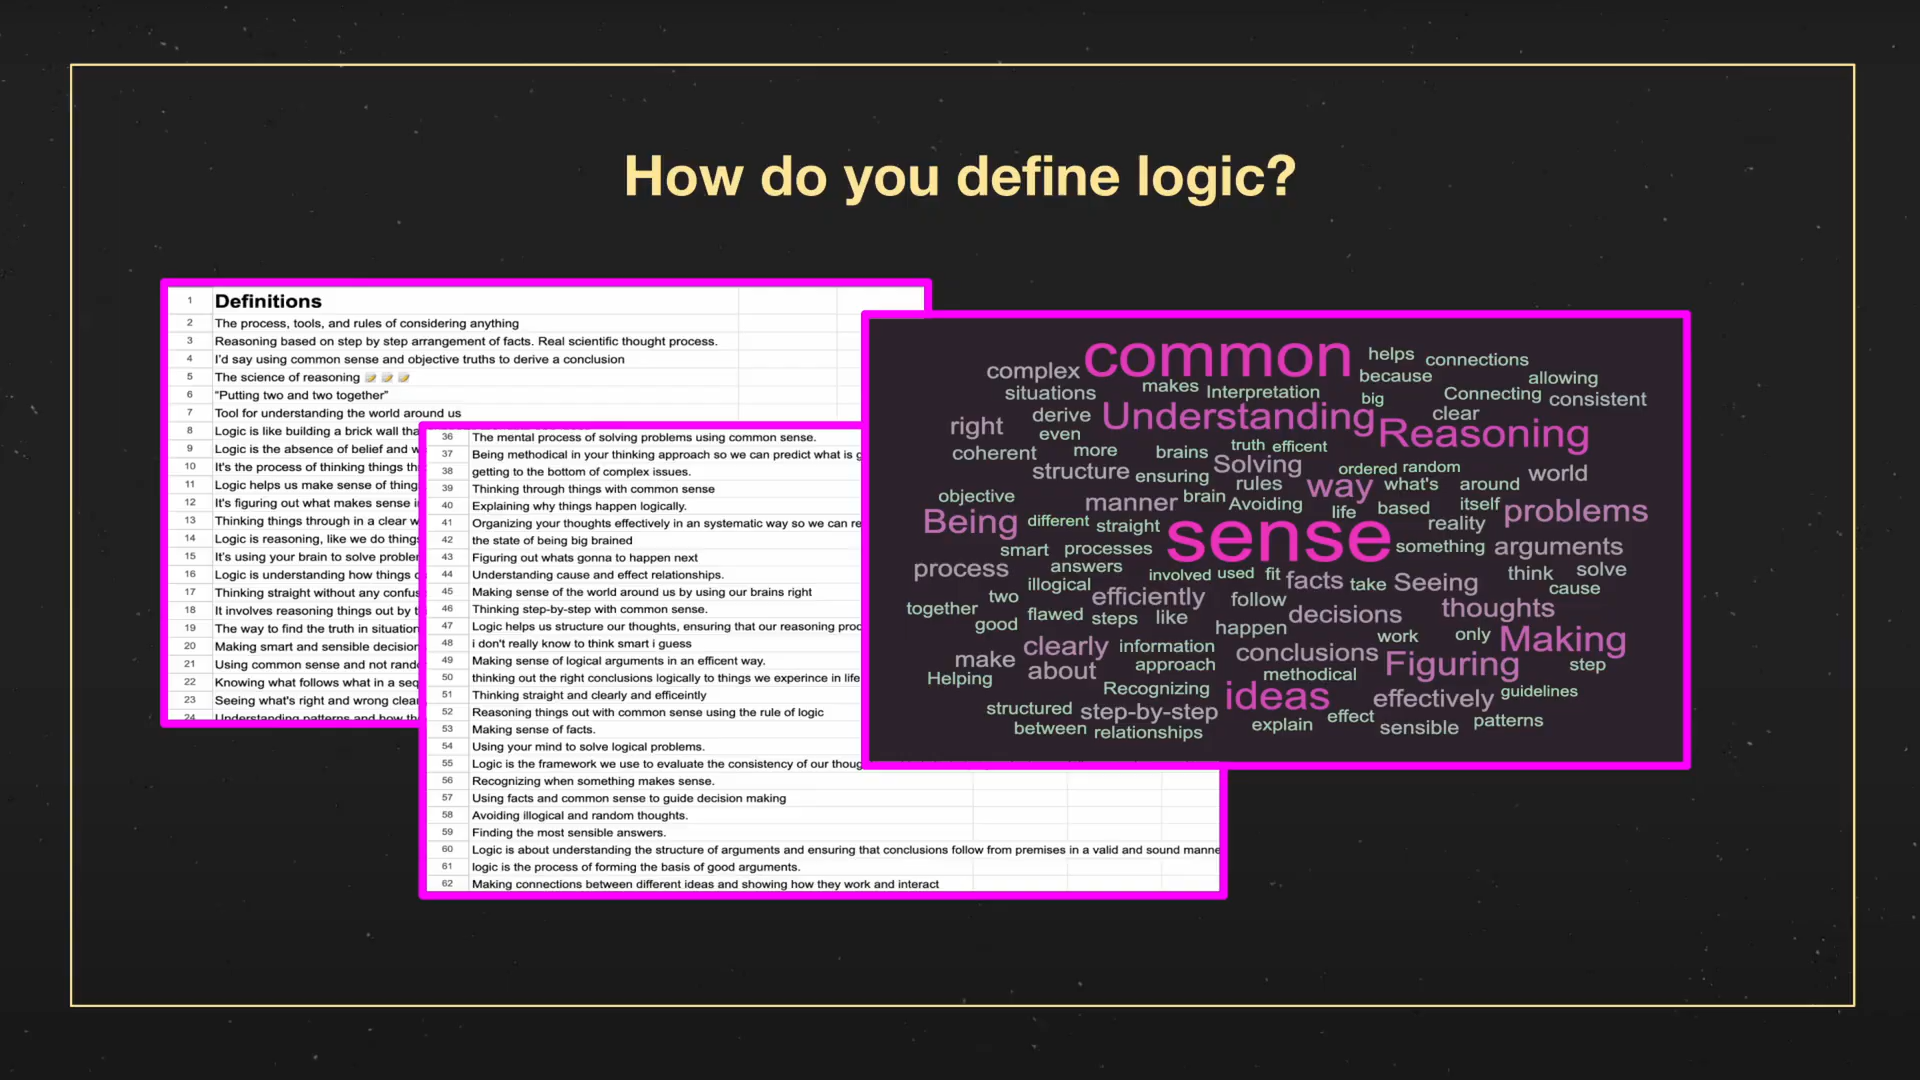 How do you define logic?
1 Definitions
2 The process, tools, and rules of considering anything
3 Reasoning based on step by step arrangement of facts. Real scientific thought process.
4 I'd say using common sense and objective truths to derive a conclusion
5 The science of reasoning 📝 📝 📝
6 “Putting two and two together”
7 Tool for understanding the world around us
8 Logic is like building a brick wall tha
9 Logic is the absence of belief and w
10 It's the process of thinking things th
11 Logic helps us make sense of thing
12 It's figuring out what makes sense i
13 Thinking things through in a clear w
14 Logic is reasoning, like we do things
15 It's using your brain to solve probler
16 Logic is understanding how things c
17 Thinking straight without any confus
18 It involves reasoning things out by t
19 The way to find the truth in situation
20 Making smart and sensible decision
21 Using common sense and not rand
22 Knowing what follows what in a seq
23 Seeing what's right and wrong clear
24 Understanding patterns and how th
36 The mental process of solving problems using common sense.
37 Being methodical in your thinking approach so we can predict what is g
38 getting to the bottom of complex issues.
39 Thinking through things with common sense
40 Explaining why things happen logically.
41 Organizing your thoughts effectively in an systematic way so we can re
42 the state of being big brained
43 Figuring out whats gonna to happen next
44 Understanding cause and effect relationships.
45 Making sense of the world around us by using our brains right
46 Thinking step-by-step with common sense.
47 Logic helps us structure our thoughts, ensuring that our reasoning proc
48 i don't really know to think smart i guess
49 Making sense of logical arguments in an efficent way.
50 thinking out the right conclusions logically to things we experince in life
51 Thinking straight and clearly and efficeintly
52 Reasoning things out with common sense using the rule of logic
53 Making sense of facts.
54 Using your mind to solve logical problems.
55 Logic is the framework we use to evaluate the consistency of our thoug
56 Recognizing when something makes sense.
57 Using facts and common sense to guide decision making
58 Avoiding illogical and random thoughts.
59 Finding the most sensible answers.
60 Logic is about understanding the structure of arguments and ensuring that conclusions follow from premises in a valid and sound manne
61 logic is the process of forming the basis of good arguments.
62 Making connections between different ideas and showing how they work and interact
complex common helps connections
situations makes Interpretation because big allowing
Connecting consistent
right derive Understanding clear
even Reasoning
coherent more brains truth efficent
structure ensuring Solving ordered random world
objective manner brain rules way what's around
Avoiding life based itself
Being different straight sense reality problems
smart processes something arguments
process answers involved used fit facts take Seeing think solve
two illogical efficiently cause
together flawed steps like follow decisions thoughts
good happen work only Making
make clearly information conclusions Figuring step
Helping about approach methodical
Recognizing ideas effectively guidelines
structured step-by-step explain effect sensible patterns
between relationships